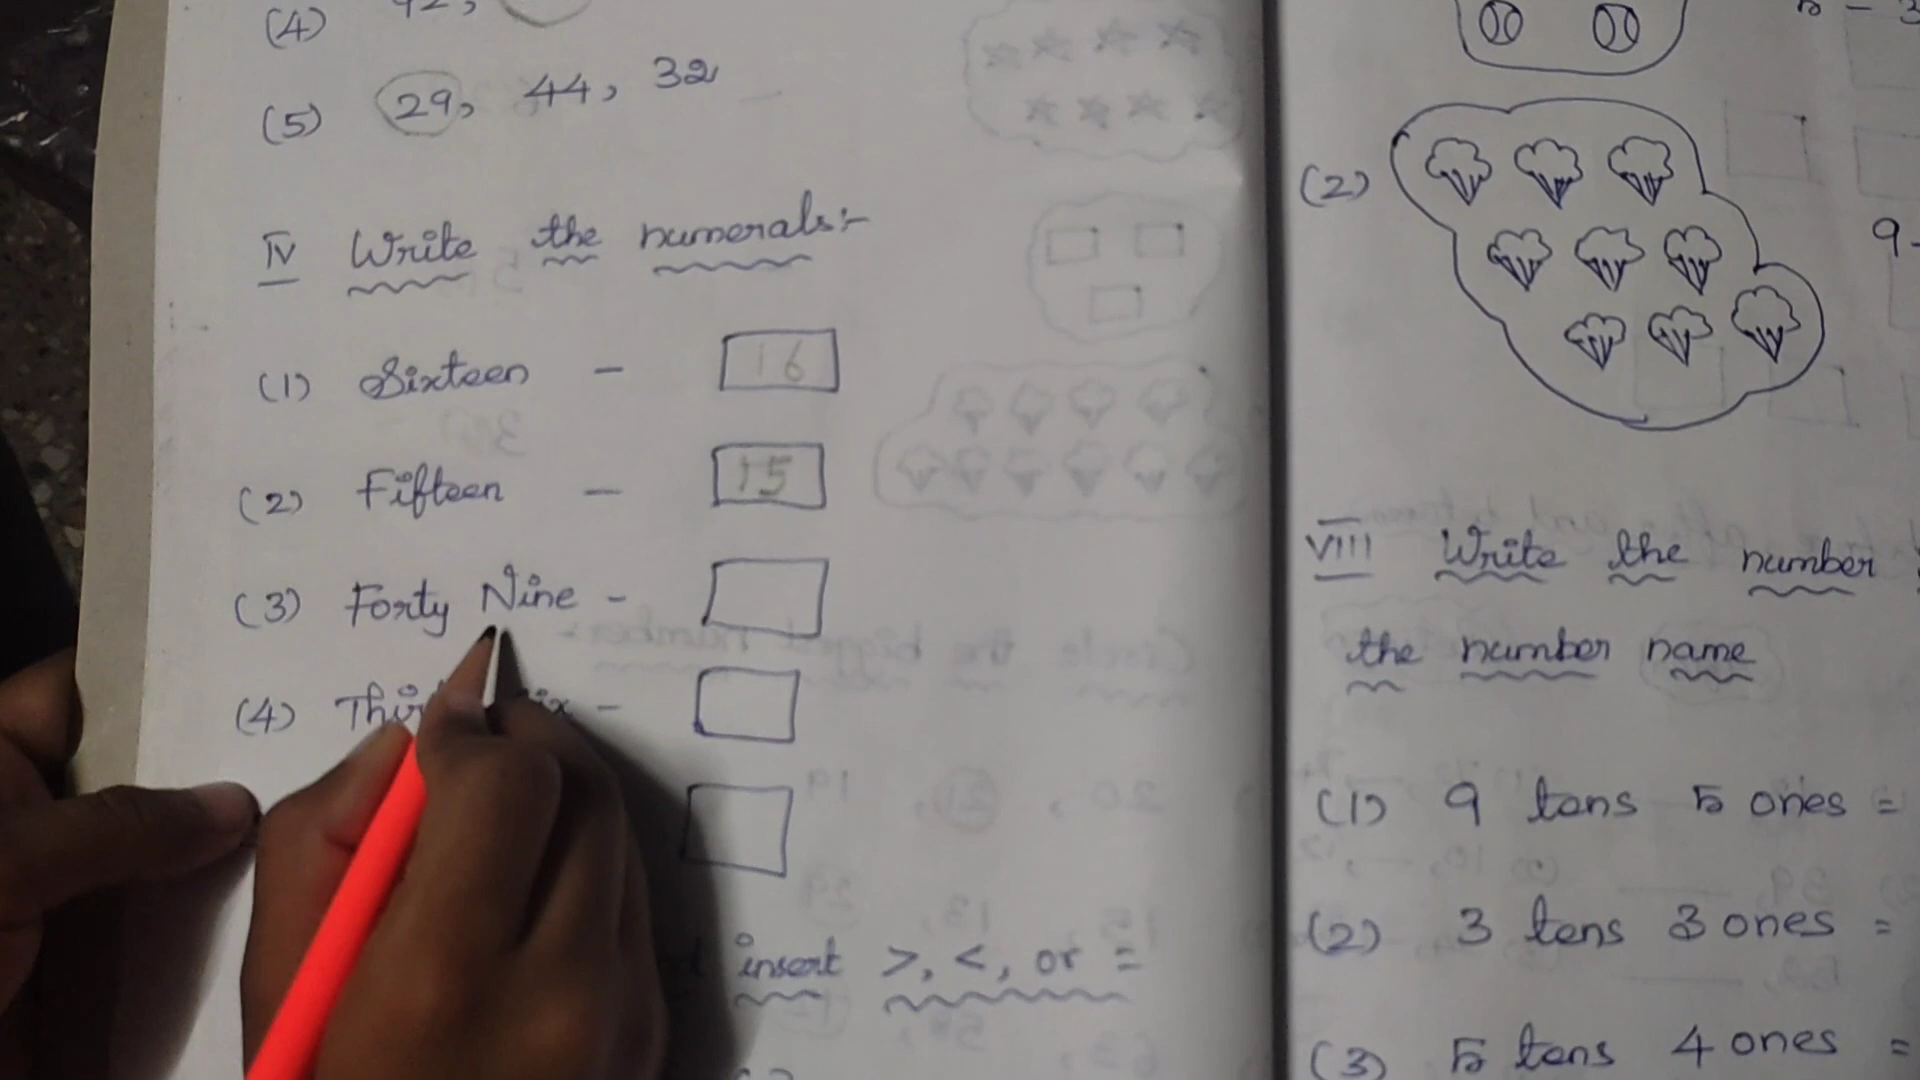 (4)
(5) 29, 44, 32
IV Write the numerals:-
(1) Sixteen - 16
(2) Fifteen - 15
(3) Forty Nine -
(4)
insert >, <, or =
(2)
VIII Write the number
the number name
(1) 9 tens 5 ones =
(2) 3 tens 3 ones =
(3) 5 tens 4 ones =